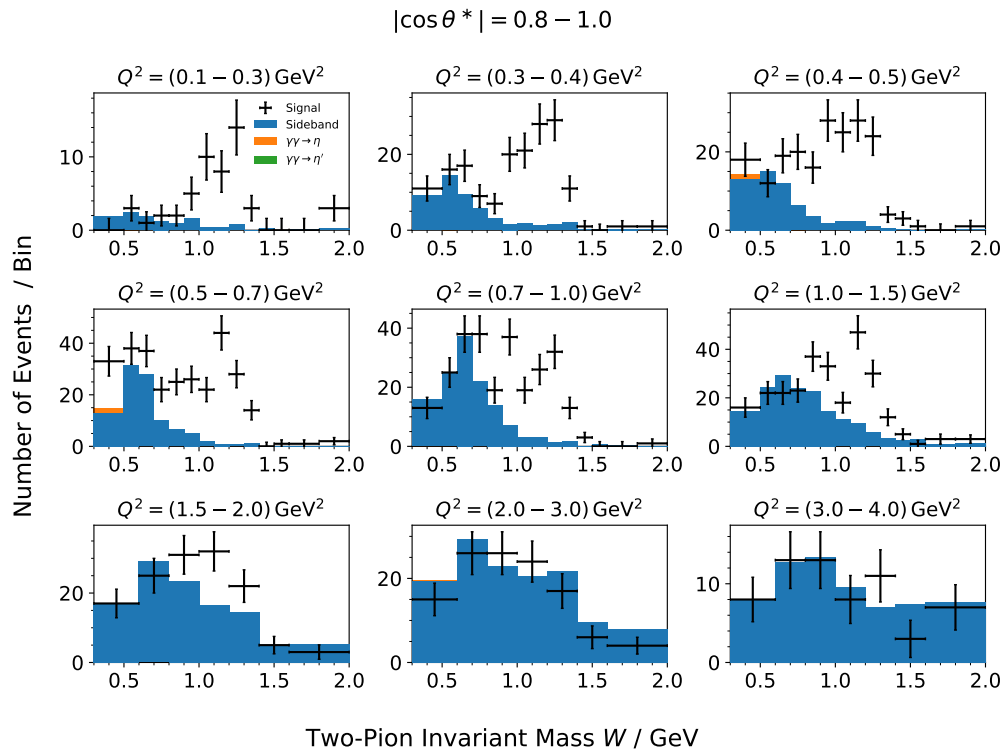 |cos θ *| = 0.8 − 1.0
Q² = (0.1 − 0.3) GeV²
Q² = (0.3 − 0.4) GeV²
Q² = (0.4 − 0.5) GeV²
Signal
Sideband
γγ → η
γγ → η′
0
10
0.5 1.0 1.5 2.0
0
20
0.5 1.0 1.5 2.0
0
20
0.5 1.0 1.5 2.0
Q² = (0.5 − 0.7) GeV²
Q² = (0.7 − 1.0) GeV²
Q² = (1.0 − 1.5) GeV²
0
20
40
0.5 1.0 1.5 2.0
0
20
40
0.5 1.0 1.5 2.0
0
20
40
0.5 1.0 1.5 2.0
Q² = (1.5 − 2.0) GeV²
Q² = (2.0 − 3.0) GeV²
Q² = (3.0 − 4.0) GeV²
0
20
0.5 1.0 1.5 2.0
0
20
0.5 1.0 1.5 2.0
0
10
0.5 1.0 1.5 2.0
Number of Events / Bin
Two-Pion Invariant Mass W / GeV